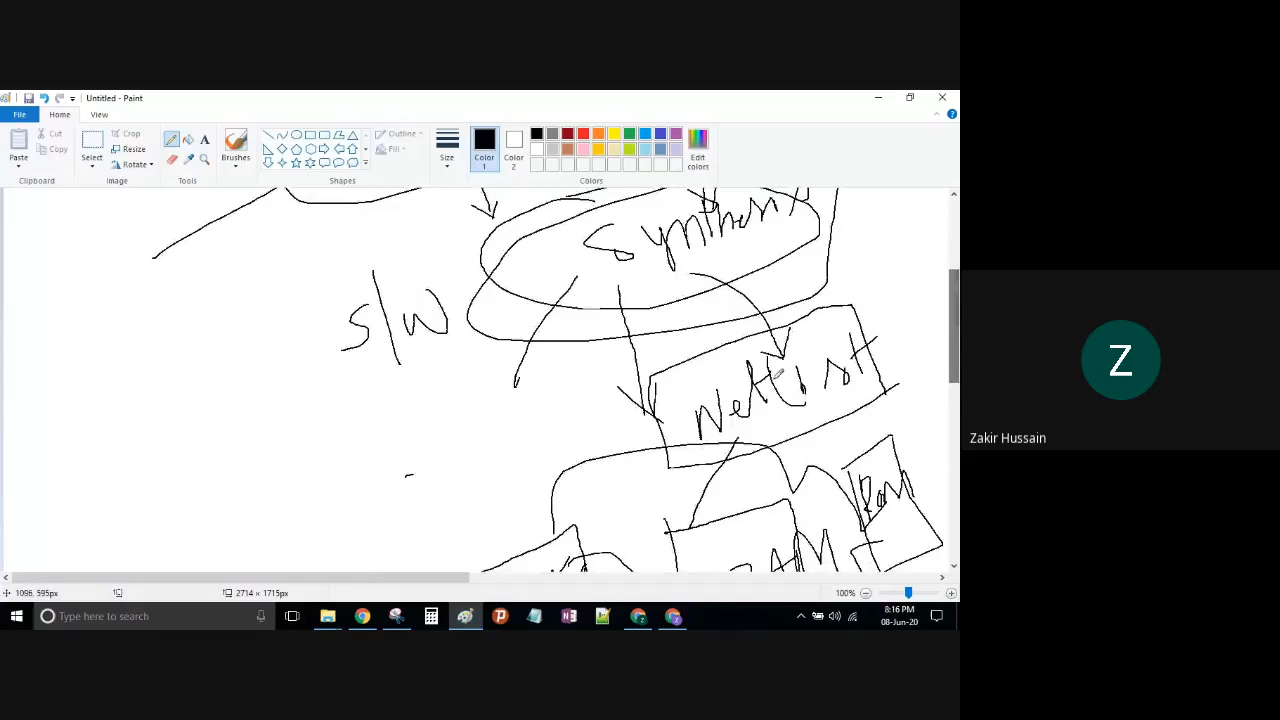 Untitled - Paint
File
Home
View
Paste
Cut
Copy
Clipboard
Select
Crop
Resize
Rotate
Image
Tools
Brushes
Shapes
Outline
Fill
Size
Color 1
Color 2
Edit colors
Colors
Synthesis
S/W
Netlist
RAM
1096, 595px
2714 × 1715px
100%
Type here to search
8:16 PM
08-Jun-20
Z
Zakir Hussain